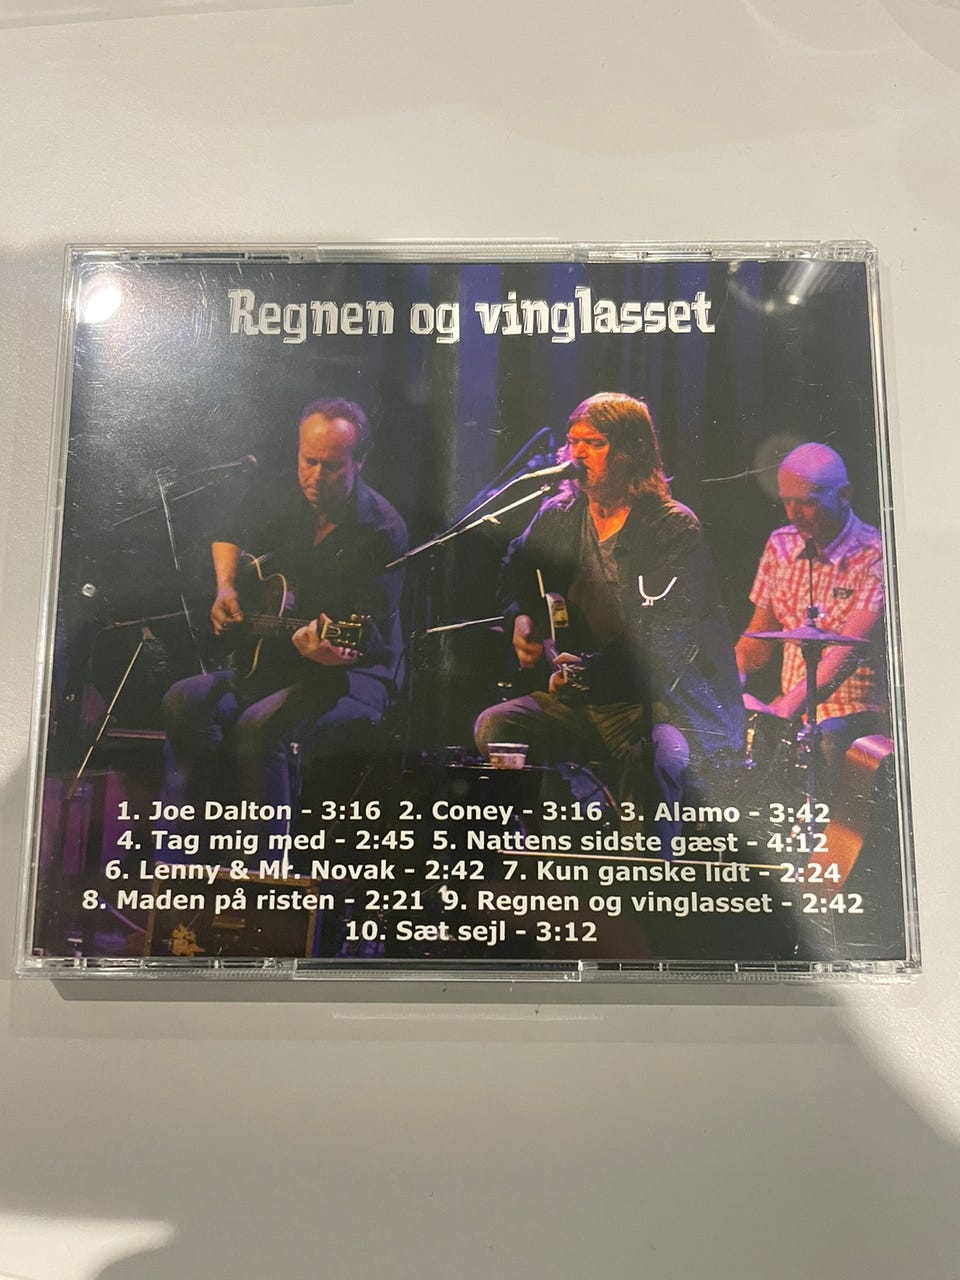 Regnen og vinglasset
1. Joe Dalton - 3:16 2. Coney - 3:16 3. Alamo - 3:42
4. Tag mig med - 2:45 5. Nattens sidste gæst - 4:12
6. Lenny & Mr. Novak - 2:42 7. Kun ganske lidt - 2:24
8. Maden på risten - 2:21 9. Regnen og vinglasset - 2:42
10. Sæt sejl - 3:12